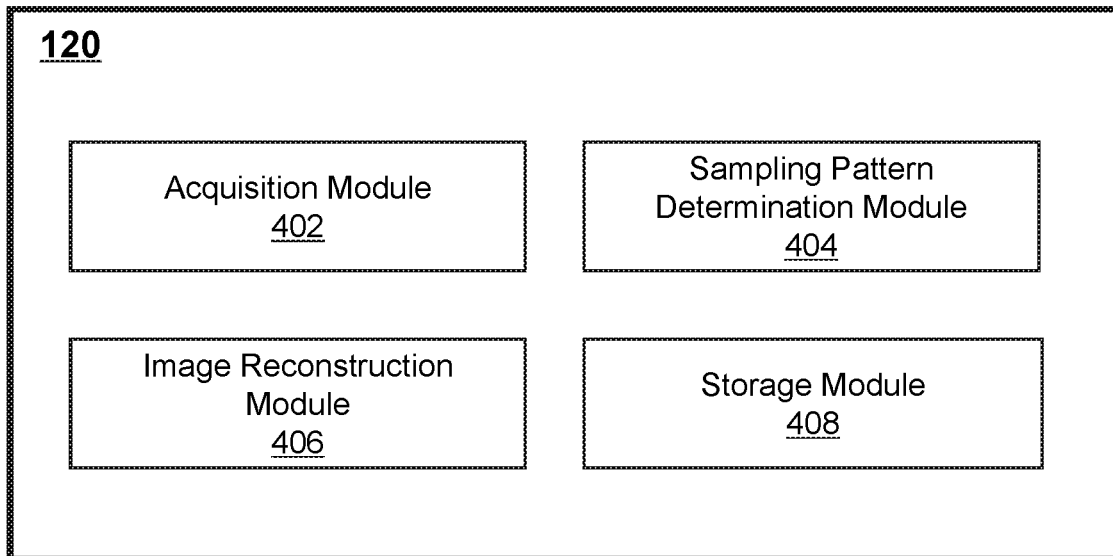 120
Acquisition Module
402
Sampling Pattern
Determination Module
404
Image Reconstruction
Module
406
Storage Module
408